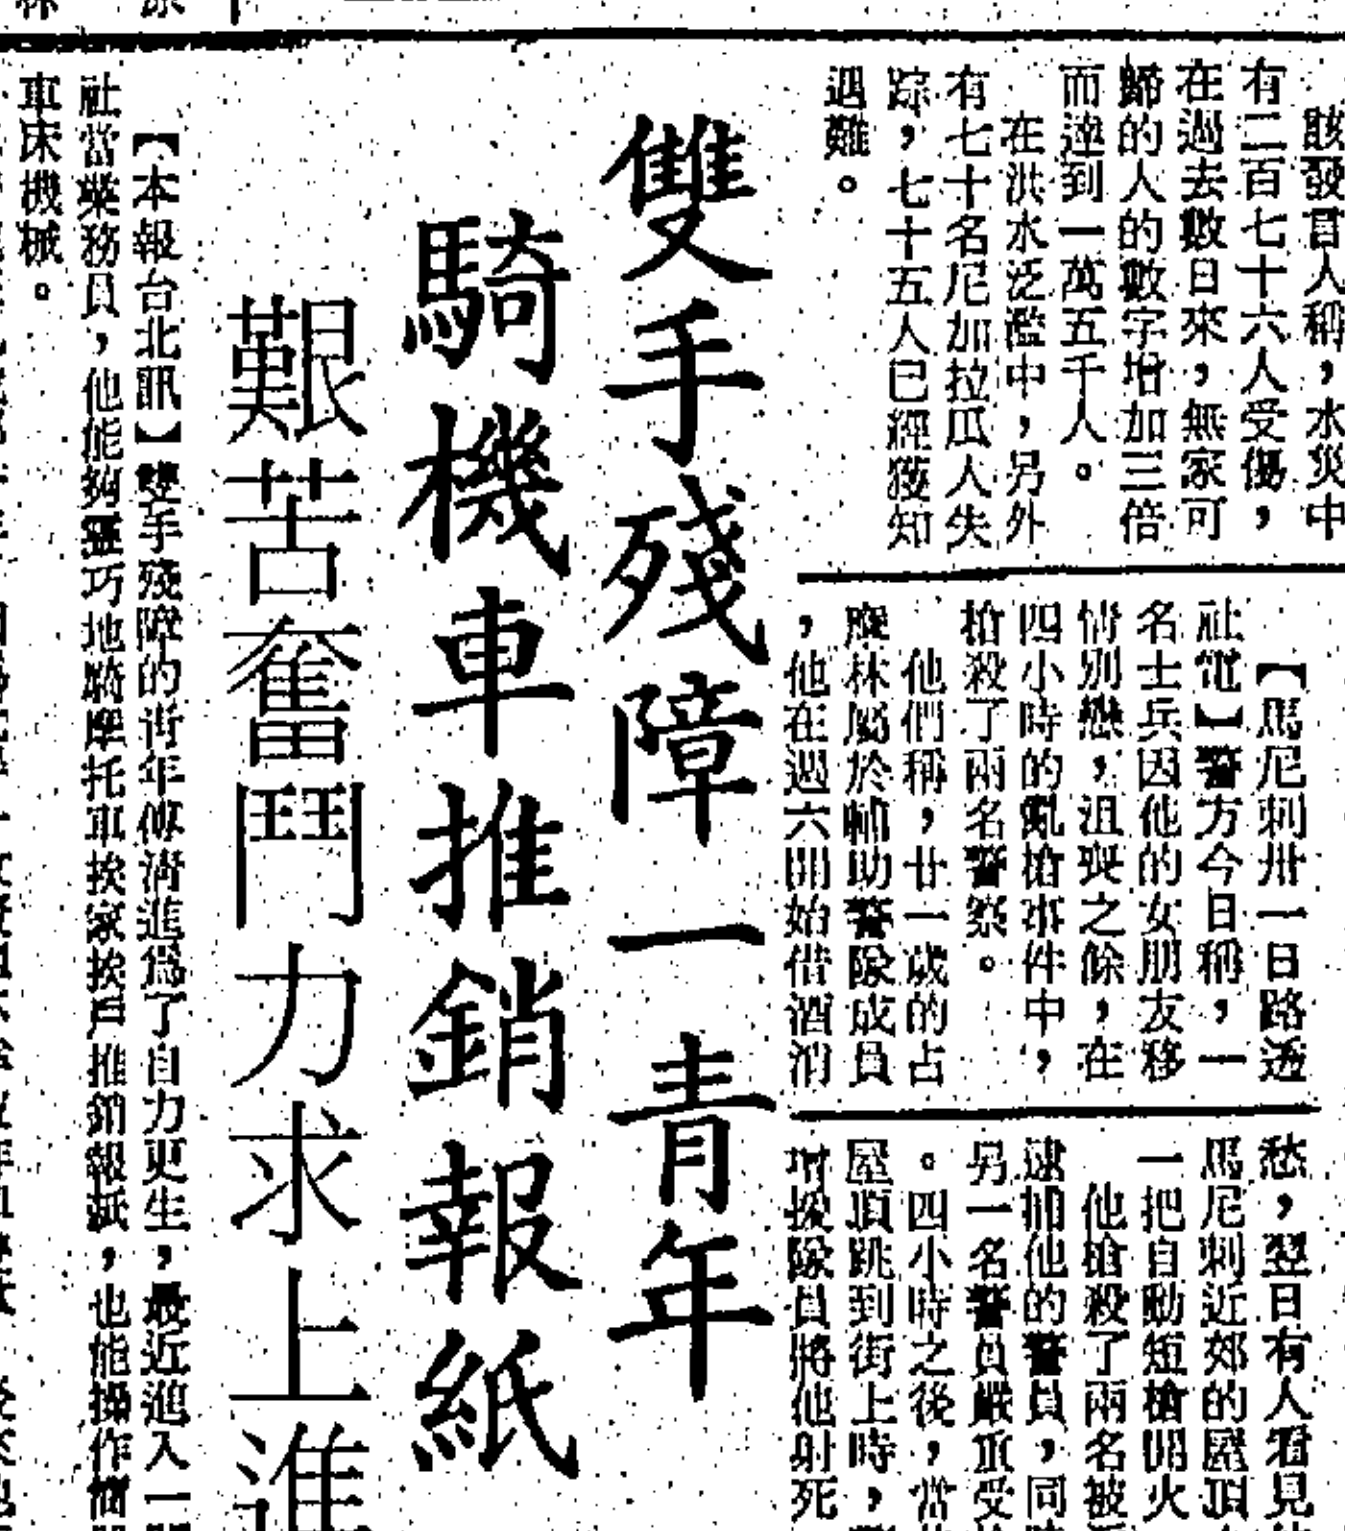 該發言人稱，水災中
有二百七十六人受傷，
在過去數日來，無家可
歸的人的數字增加三倍
而達到一萬五千人。
在洪水泛濫中，另外
有七十名尼加拉瓜人失
踪，七十五人已經獲知
遇難。
【馬尼剌卅一日路透
社電】警方今日稱，一
名士兵因他的女朋友移
情別戀，沮喪之餘，在
四小時的亂槍事件中，
槍殺了兩名警察。
他們稱，廿一歲的占
廕林屬於輔助警隊成員
，他在週六開始借酒消
愁，翌日有人看見
馬尼剌近郊的屋頂
一把自動短槍開火
他槍殺了兩名被
逮捕他的警員，同
另一名警員嚴重受
。四小時之後，當
屋頂跳到街上時，
增援隊員將他射死
雙手殘障一青年
騎機車推銷報紙
艱苦奮鬥力求上進
【本報台北訊】雙手殘障的青年傅清進爲了自力更生，最近進入一
社當業務員，他能夠靈巧地騎摩托車挨家挨戶推銷報紙，也能操作
車床機械。